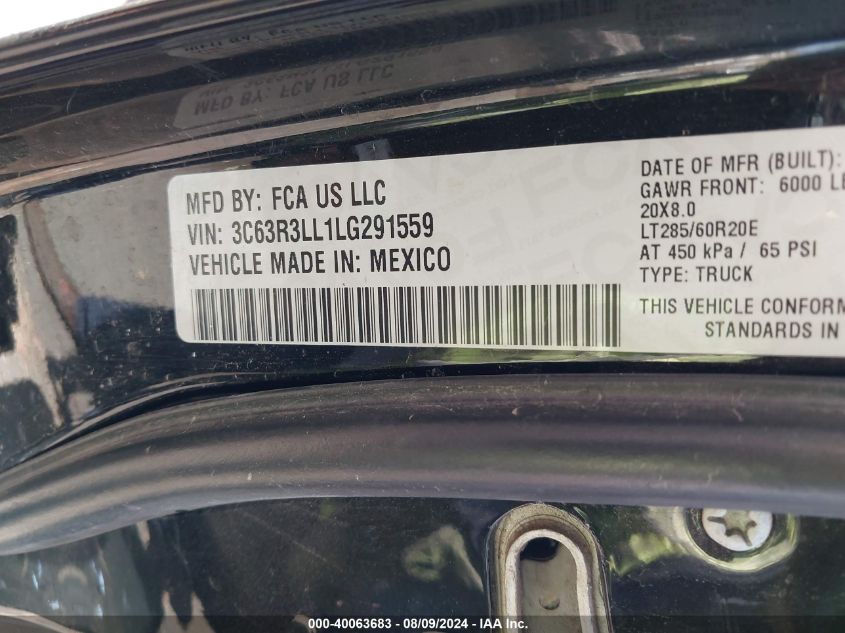 MFD BY: FCA US LLC
VIN: 3C63R3LL1LG291559
VEHICLE MADE IN: MEXICO
DATE OF MFR (BUILT):
GAWR FRONT: 6000 LB
20X8.0
LT285/60R20E
AT 450 kPa / 65 PSI
TYPE: TRUCK
THIS VEHICLE CONFORM
STANDARDS IN
000-40063683 - 08/09/2024 - IAA Inc.